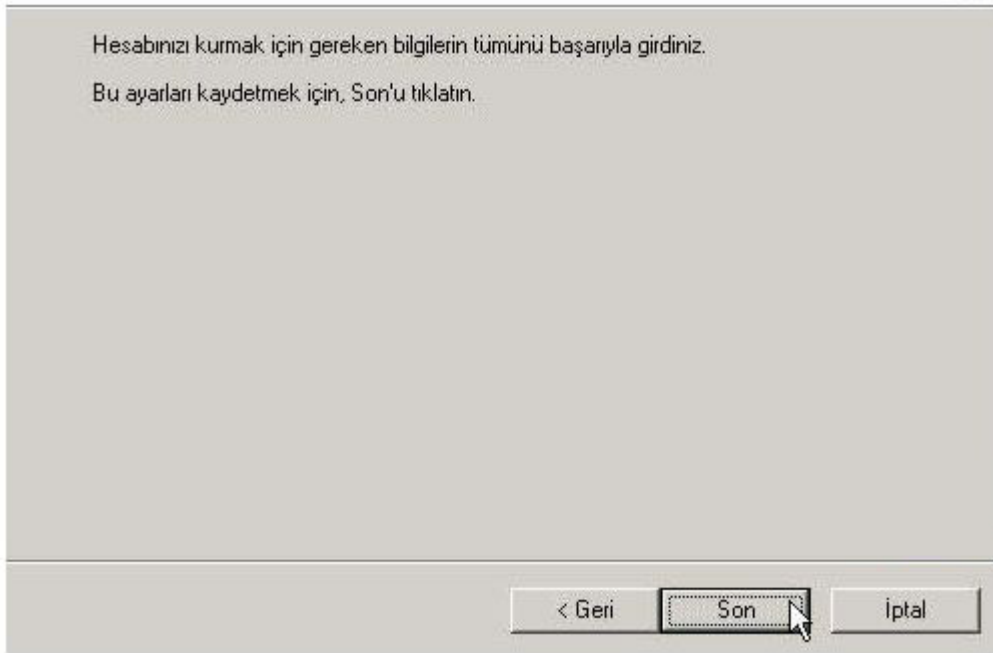 Hesabınızı kurmak için gereken bilgilerin tümünü başarıyla girdiniz.
Bu ayarları kaydetmek için, Son'u tıklatın.
< Geri
Son
İptal